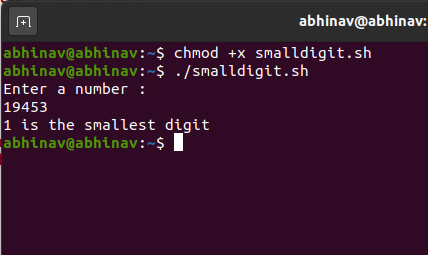 abhinav@abhinav:
abhinav@abhinav:~$ chmod +x smalldigit.sh
abhinav@abhinav:~$ ./smalldigit.sh
Enter a number :
19453
1 is the smallest digit
abhinav@abhinav:~$